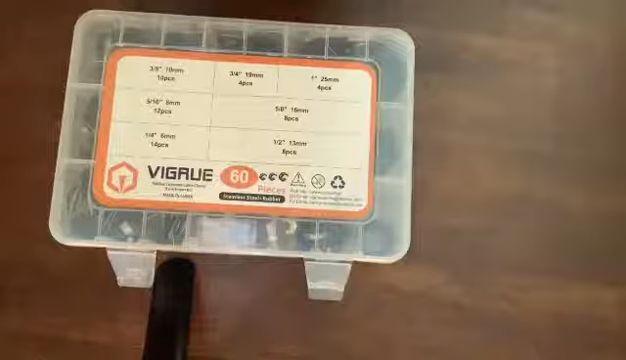 3/8" 10mm
10pcs
3/4" 19mm
4pcs
1" 25mm
4pcs
5/16" 8mm
12pcs
5/8" 16mm
8pcs
1/4" 6mm
14pcs
1/2" 13mm
8pcs
VIGRUE
60
Pieces
Stainless Steel+Rubber